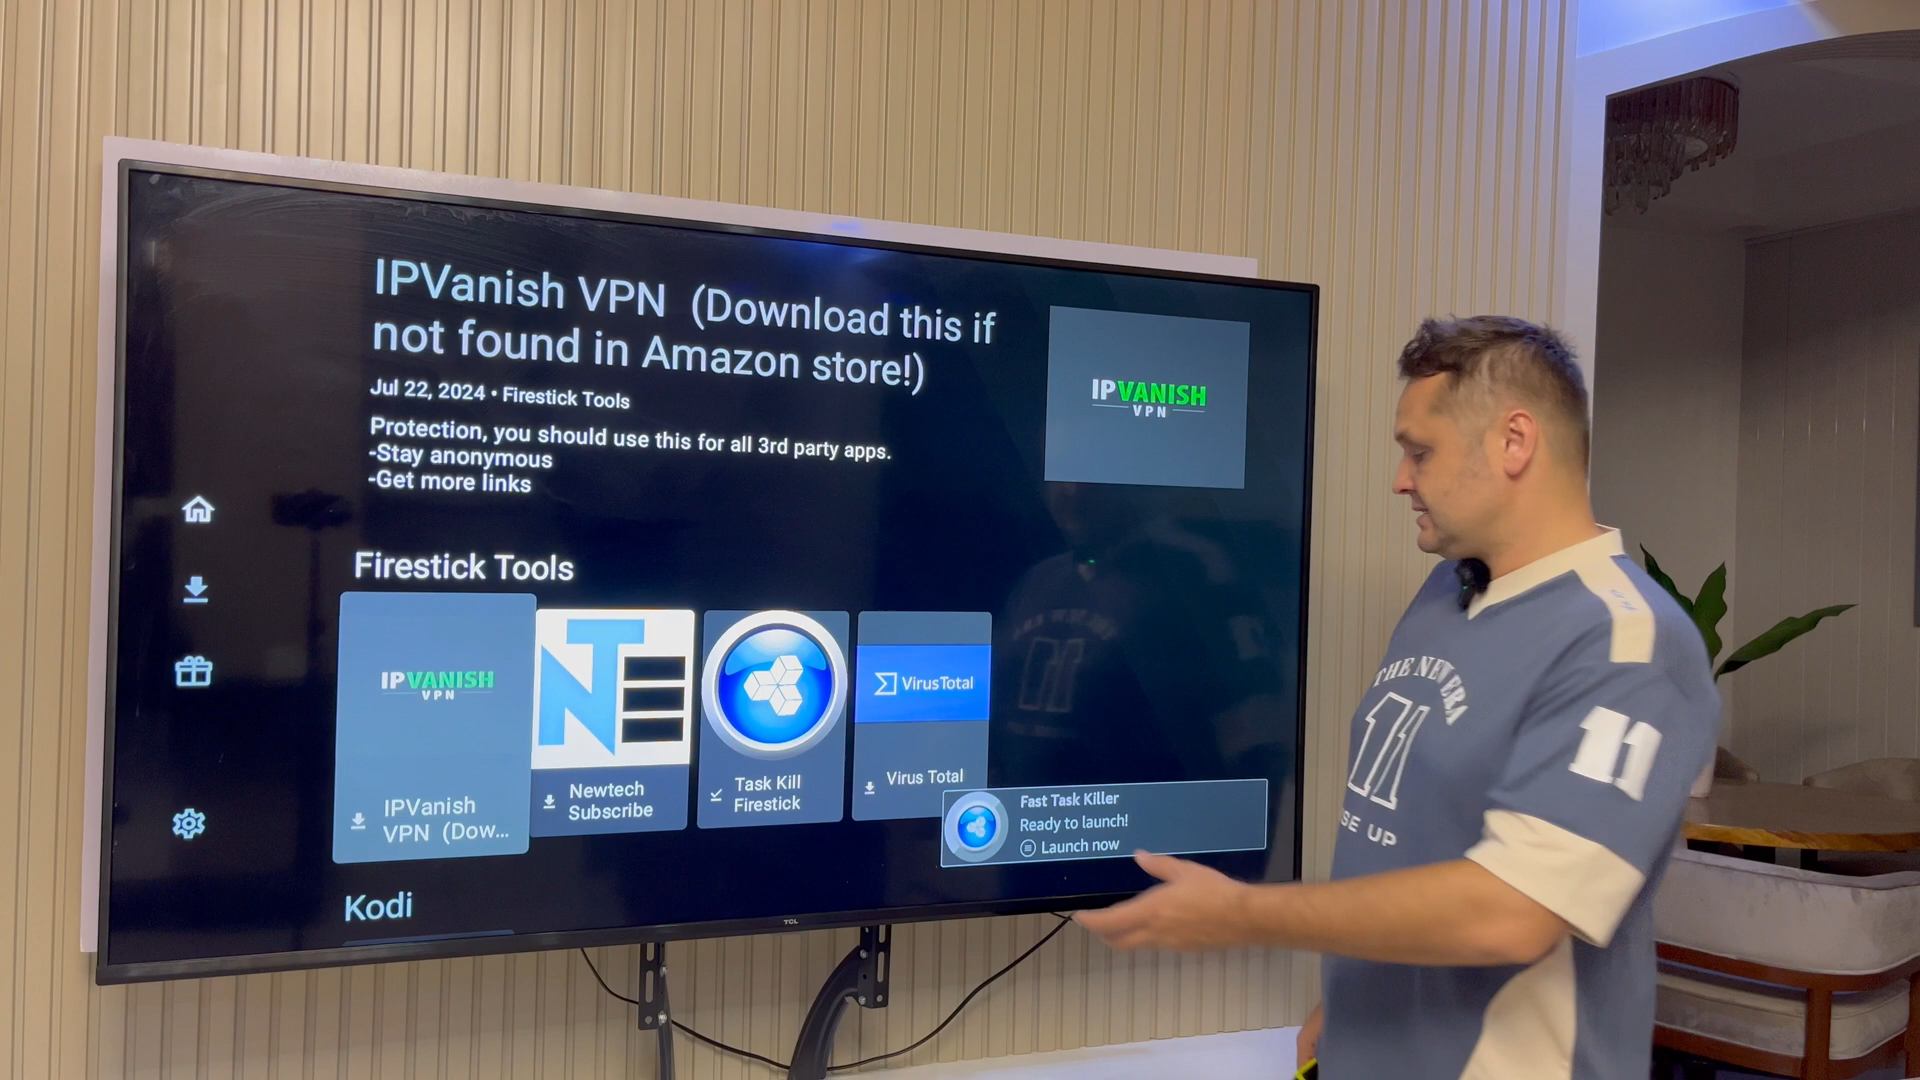 IPVanish VPN (Download this if
not found in Amazon store!)
Jul 22, 2024 • Firestick Tools
Protection, you should use this for all 3rd party apps.
-Stay anonymous
-Get more links
IPVANISH
VPN
Firestick Tools
IPVANISH
VPN
IPVanish
VPN (Dow...
NT
Newtech
Subscribe
Task Kill
Firestick
VirusTotal
Virus Total
Fast Task Killer
Ready to launch!
Launch now
Kodi
TCL
THE NEW ERA
11
SE UP
11